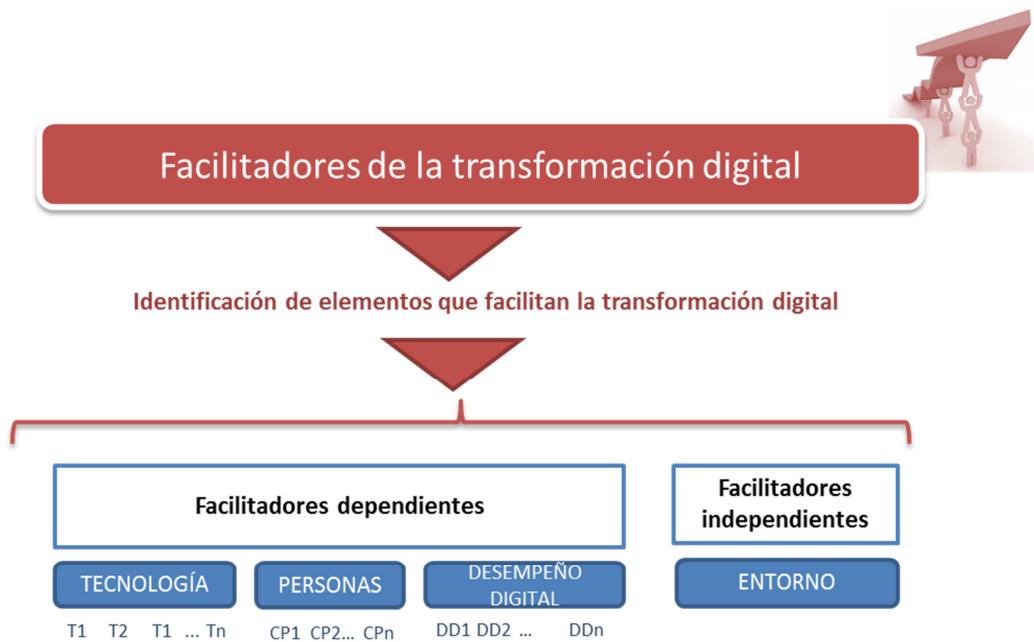 Facilitadores de la transformación digital
Identificación de elementos que facilitan la transformación digital
Facilitadores dependientes
Facilitadores
independientes
TECNOLOGÍA
PERSONAS
DESEMPEÑO
DIGITAL
ENTORNO
T1 T2 T1 ... Tn
CP1 CP2... CPn
DD1 DD2 ... DDn